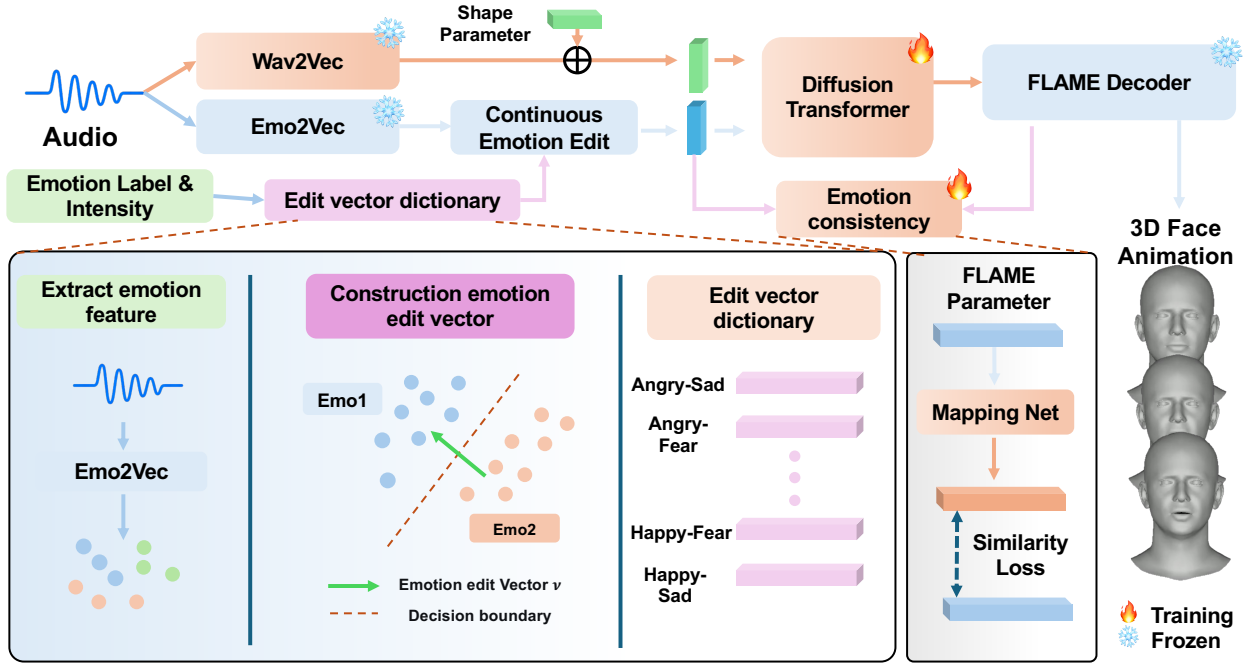 Shape
Parameter
Wav2Vec
Diffusion
Transformer
FLAME Decoder
Audio
Emo2Vec
Continuous
Emotion Edit
Emotion Label &
Intensity
Edit vector dictionary
Emotion
consistency
3D Face
Animation
Extract emotion
feature
Emo2Vec
Construction emotion
edit vector
Emo1
Emo2
Emotion edit Vector ν
Decision boundary
Edit vector
dictionary
Angry-Sad
Angry-
Fear
Happy-Fear
Happy-
Sad
FLAME
Parameter
Mapping Net
Similarity
Loss
Training
Frozen